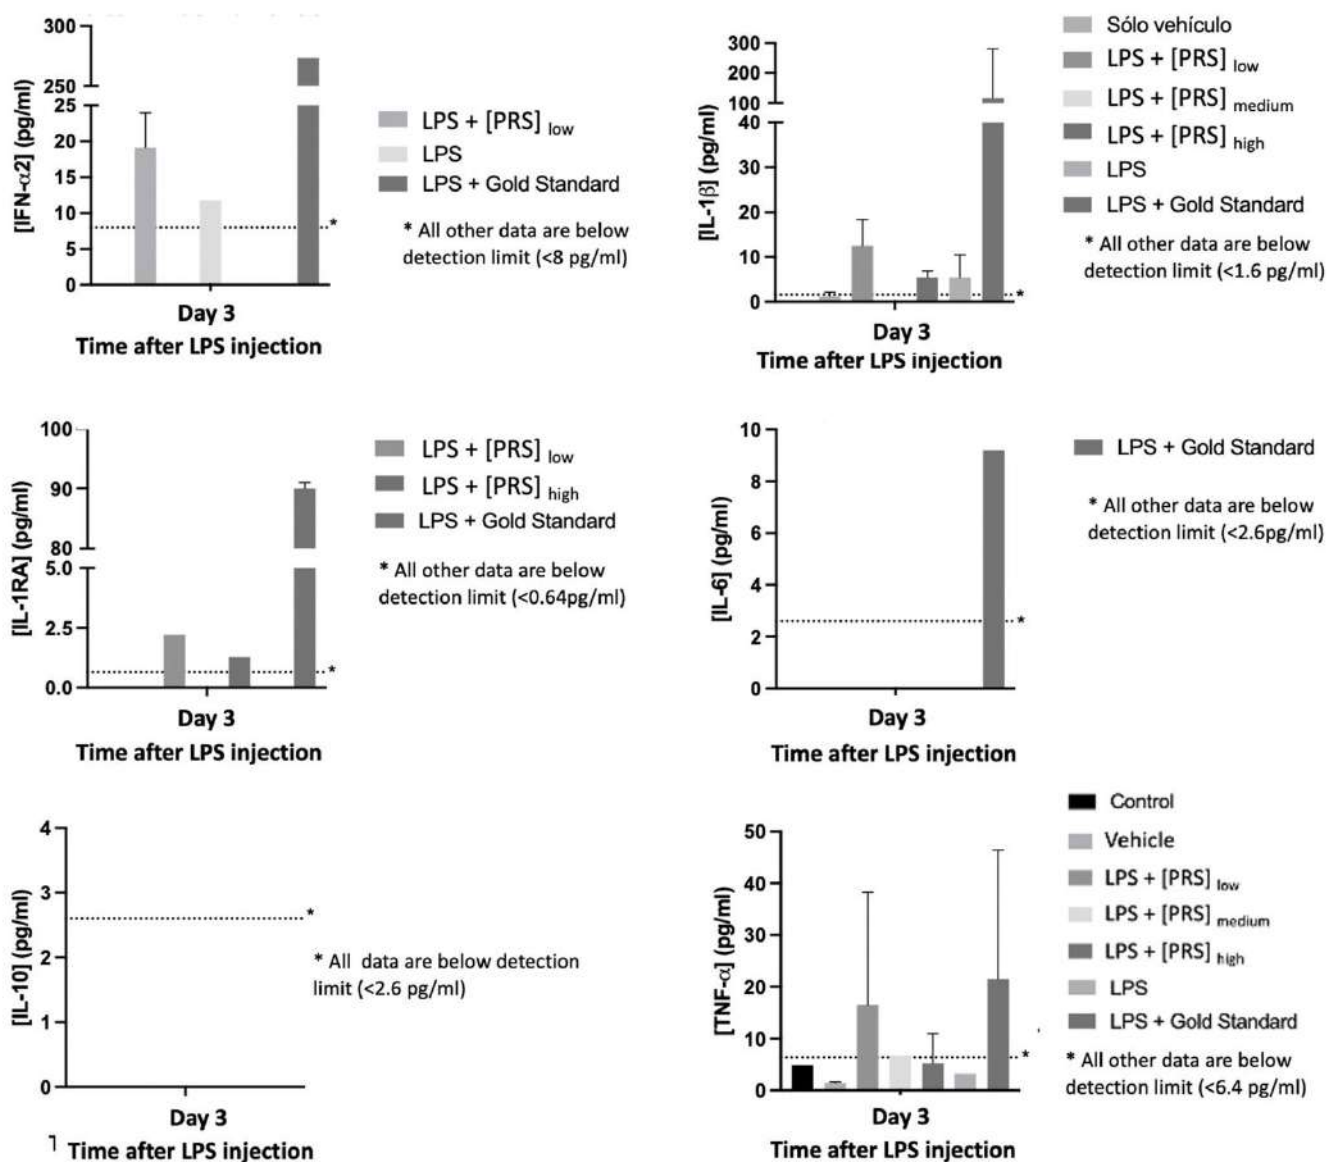 300
250
25
20
15
10
5
0
[IFN-α2] (pg/ml)
*
Day 3
Time after LPS injection
LPS + [PRS] low
LPS
LPS + Gold Standard
* All other data are below
detection limit (<8 pg/ml)
300
200
100
40
30
20
10
0
[IL-1β] (pg/ml)
*
Day 3
Time after LPS injection
Sólo vehículo
LPS + [PRS] low
LPS + [PRS] medium
LPS + [PRS] high
LPS
LPS + Gold Standard
* All other data are below
detection limit (<1.6 pg/ml)
100
90
80
5.0
2.5
0.0
[IL-1RA] (pg/ml)
*
Day 3
Time after LPS injection
LPS + [PRS] low
LPS + [PRS] high
LPS + Gold Standard
* All other data are below
detection limit (<0.64pg/ml)
10
8
6
4
2
0
[IL-6] (pg/ml)
*
Day 3
Time after LPS injection
LPS + Gold Standard
* All other data are below
detection limit (<2.6pg/ml)
4
3
2
1
0
[IL-10] (pg/ml)
*
Day 3
Time after LPS injection
* All data are below detection
limit (<2.6 pg/ml)
50
40
30
20
10
0
[TNF-α] (pg/ml)
*
Day 3
Time after LPS injection
Control
Vehicle
LPS + [PRS] low
LPS + [PRS] medium
LPS + [PRS] high
LPS
LPS + Gold Standard
* All other data are below
detection limit (<6.4 pg/ml)